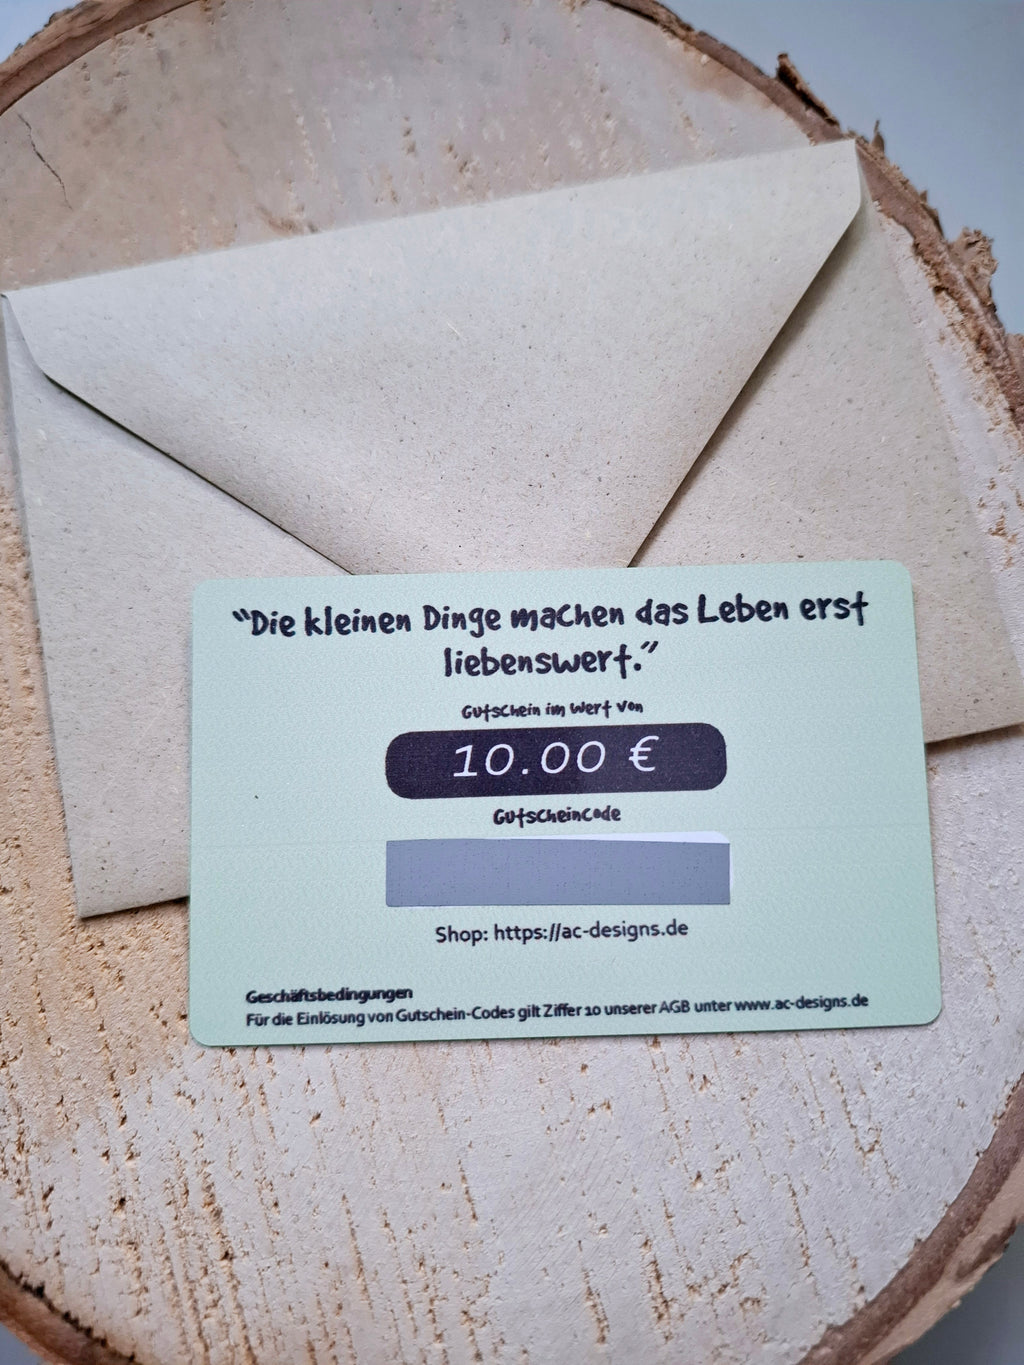 “Die kleinen Dinge machen das Leben erst
liebenswert.”
Gutschein im Wert von
10.00 €
Gutscheincode
Shop: https://ac-designs.de
Geschäftsbedingungen
Für die Einlösung von Gutschein-Codes gilt Ziffer 10 unserer AGB unter www.ac-designs.de